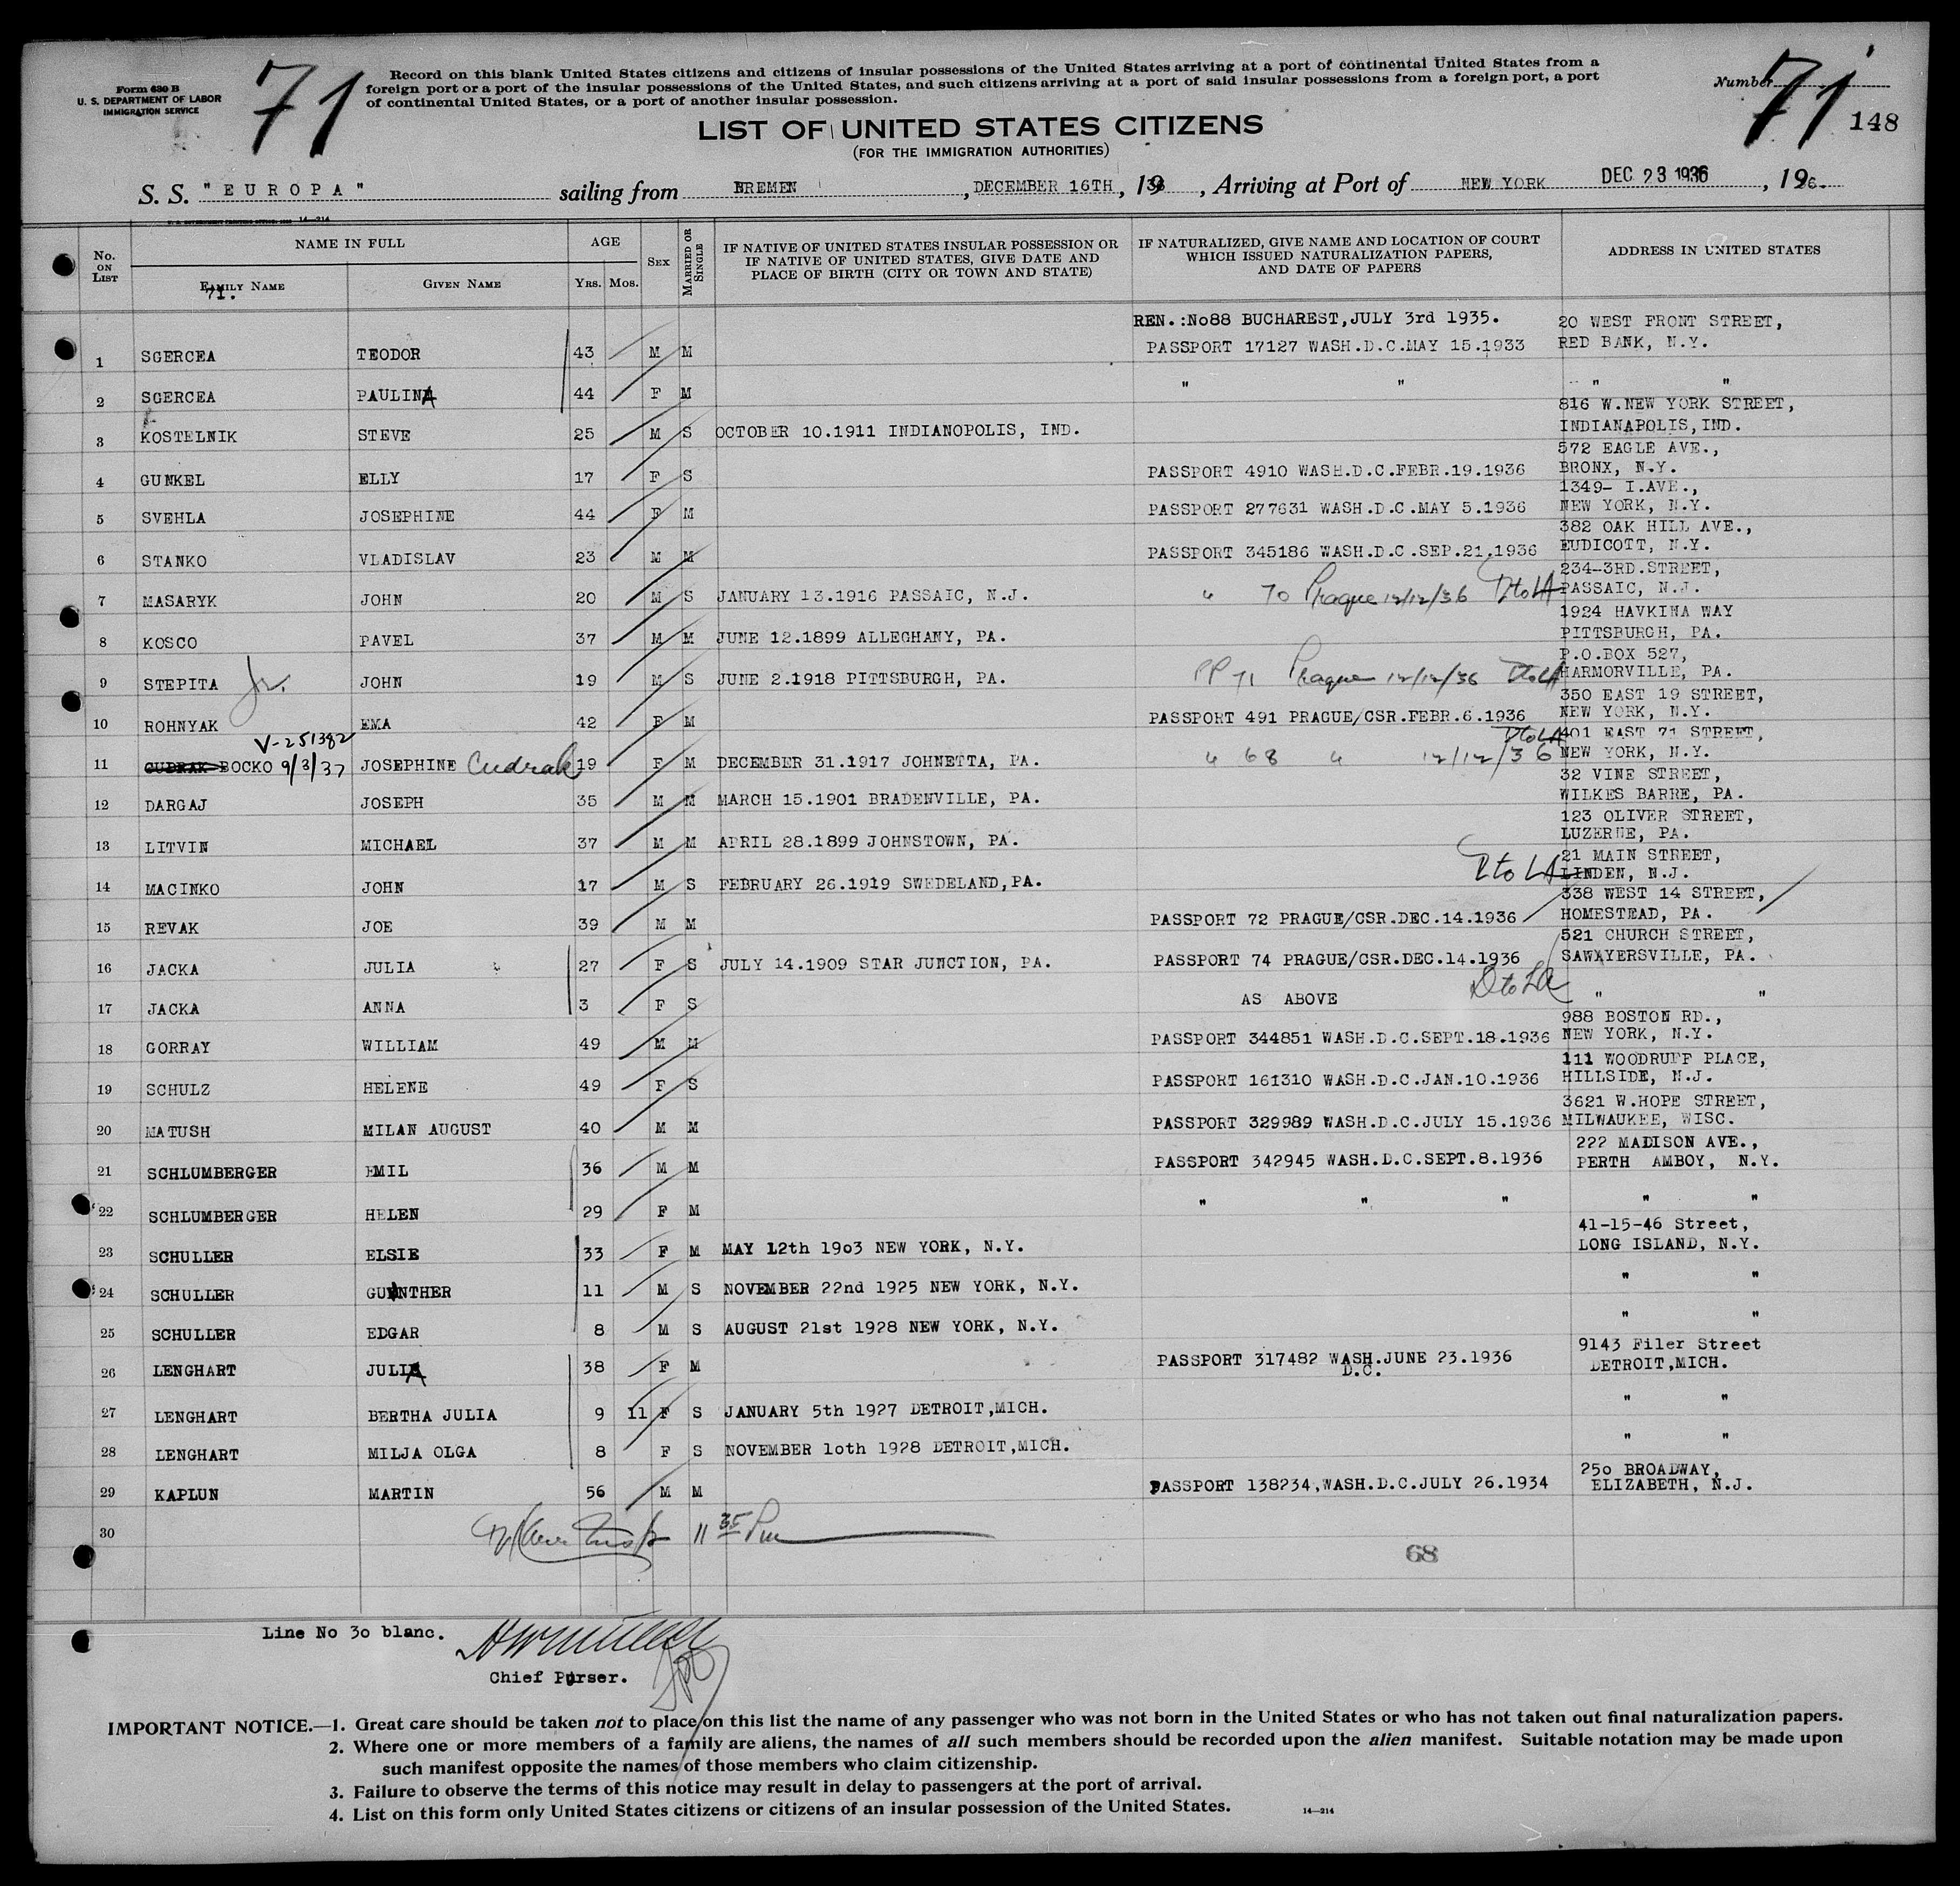 Form 630 B
U. S. DEPARTMENT OF LABOR
IMMIGRATION SERVICE
71
Record on this blank United States citizens and citizens of insular possessions of the United States arriving at a port of continental United States from a
foreign port or a port of the insular possessions of the United States, and such citizens arriving at a port of said insular possessions from a foreign port, a port
of continental United States, or a port of another insular possession.
Number 71
148
LIST OF UNITED STATES CITIZENS
(FOR THE IMMIGRATION AUTHORITIES)
S. S. "EUROPA" sailing from BREMEN, DECEMBER 16TH, 1936, Arriving at Port of NEW YORK DEC 23 1936, 19 6.
14-214
No. ON LIST NAME IN FULL AGE SEX MARRIED OR SINGLE IF NATIVE OF UNITED STATES INSULAR POSSESSION OR IF NATIVE OF UNITED STATES, GIVE DATE AND PLACE OF BIRTH (CITY OR TOWN AND STATE) IF NATURALIZED, GIVE NAME AND LOCATION OF COURT WHICH ISSUED NATURALIZATION PAPERS, AND DATE OF PAPERS ADDRESS IN UNITED STATES
FAMILY NAME GIVEN NAME YRS. MOS.
71.
REN.:No88 BUCHAREST,JULY 3rd 1935. 20 WEST FRONT STREET,
1 SGERCEA TEODOR 43 M M PASSPORT 17127 WASH.D.C.MAY 15.1933 RED BANK, N.Y.
2 SGERCEA PAULINA 44 F M " " " "
816 W.NEW YORK STREET,
3 KOSTELNIK STEVE 25 M S OCTOBER 10.1911 INDIANOPOLIS, IND. INDIANAPOLIS,IND.
572 EAGLE AVE.,
4 GUNKEL ELLY 17 F S PASSPORT 4910 WASH.D.C.FEBR.19.1936 BRONX, N.Y.
1349- I.AVE.,
5 SVEHLA JOSEPHINE 44 F M PASSPORT 277631 WASH.D.C.MAY 5.1936 NEW YORK, N.Y.
382 OAK HILL AVE.,
6 STANKO VLADISLAV 23 M M PASSPORT 345186 WASH.D.C.SEP.21.1936 EUDICOTT, N.Y.
234-3RD.STREET,
7 MASARYK JOHN 20 M S JANUARY 13.1916 PASSAIC, N.J. " 70 Prague 12/12/36 D to LA PASSAIC, N.J.
1924 HAVKINA WAY
8 KOSCO PAVEL 37 M M JUNE 12.1899 ALLEGHANY, PA. PITTSBURGH, PA.
P.O.BOX 527,
9 STEPITA Jr. JOHN 19 M S JUNE 2.1918 PITTSBURGH, PA. PP 71 Prague 12/12/36 D to LA HARMORVILLE, PA.
350 EAST 19 STREET,
10 ROHNYAK EMA 42 F M PASSPORT 491 PRAGUE/CSR.FEBR.6.1936 NEW YORK, N.Y.
V-251382 D to LA 401 EAST 71 STREET,
11 CUDRAK BOCKO 9/3/37 JOSEPHINE Cudrak 19 F M DECEMBER 31.1917 JOHNETTA, PA. " 68 " 12/12/36 NEW YORK, N.Y.
32 VINE STREET,
12 DARGAJ JOSEPH 35 M M MARCH 15.1901 BRADENVILLE, PA. WILKES BARRE, PA.
123 OLIVER STREET,
13 LITVIN MICHAEL 37 M M APRIL 28.1899 JOHNSTOWN, PA. LUZERNE, PA.
21 MAIN STREET,
14 MACINKO JOHN 17 M S FEBRUARY 26.1919 SWEDELAND,PA. D to LA LINDEN, N.J.
338 WEST 14 STREET,
15 REVAK JOE 39 M M PASSPORT 72 PRAGUE/CSR.DEC.14.1936 HOMESTEAD, PA.
521 CHURCH STREET,
16 JACKA JULIA 27 F S JULY 14.1909 STAR JUNCTION, PA. PASSPORT 74 PRAGUE/CSR.DEC.14.1936 SAWAYERSVILLE, PA.
17 JACKA ANNA 3 F S AS ABOVE D to LA " "
988 BOSTON RD.,
18 GORRAY WILLIAM 49 M M PASSPORT 344851 WASH.D.C.SEPT.18.1936 NEW YORK, N.Y.
111 WOODRUFF PLACE,
19 SCHULZ HELENE 49 F S PASSPORT 161310 WASH.D.C.JAN.10.1936 HILLSIDE, N.J.
3621 W.HOPE STREET,
20 MATUSH MILAN AUGUST 40 M M PASSPORT 329989 WASH.D.C.JULY 15.1936 MILWAUKEE, WISC.
222 MADISON AVE.,
21 SCHLUMBERGER EMIL 36 M M PASSPORT 342945 WASH.D.C.SEPT.8.1936 PERTH AMBOY, N.Y.
22 SCHLUMBERGER HELEN 29 F M " " " " "
41-15-46 Street,
23 SCHULLER ELSIE 33 F M MAY 12th 19o3 NEW YORK, N.Y. LONG ISLAND, N.Y.
24 SCHULLER GUNTHER 11 M S NOVEMBER 22nd 1925 NEW YORK, N.Y. " "
25 SCHULLER EDGAR 8 M S AUGUST 21st 1928 NEW YORK, N.Y. " "
9143 Filer Street
26 LENGHART JULIA 38 F M PASSPORT 317482 WASH.JUNE 23.1936 DETROIT,MICH.
D.C.
27 LENGHART BERTHA JULIA 9 11 F S JANUARY 5th 1927 DETROIT,MICH. " "
28 LENGHART MILJA OLGA 8 F S NOVEMBER 1oth 1928 DETROIT,MICH. " "
25o BROADWAY,
29 KAPLUN MARTIN 56 M M PASSPORT 138234,WASH.D.C.JULY 26.1934 ELIZABETH, N.J.
30 11 35 Pm
68
Line No 3o blanc.
Chief Purser.
IMPORTANT NOTICE.—1. Great care should be taken not to place on this list the name of any passenger who was not born in the United States or who has not taken out final naturalization papers.
2. Where one or more members of a family are aliens, the names of all such members should be recorded upon the alien manifest. Suitable notation may be made upon
such manifest opposite the names of those members who claim citizenship.
3. Failure to observe the terms of this notice may result in delay to passengers at the port of arrival.
4. List on this form only United States citizens or citizens of an insular possession of the United States.
14—214